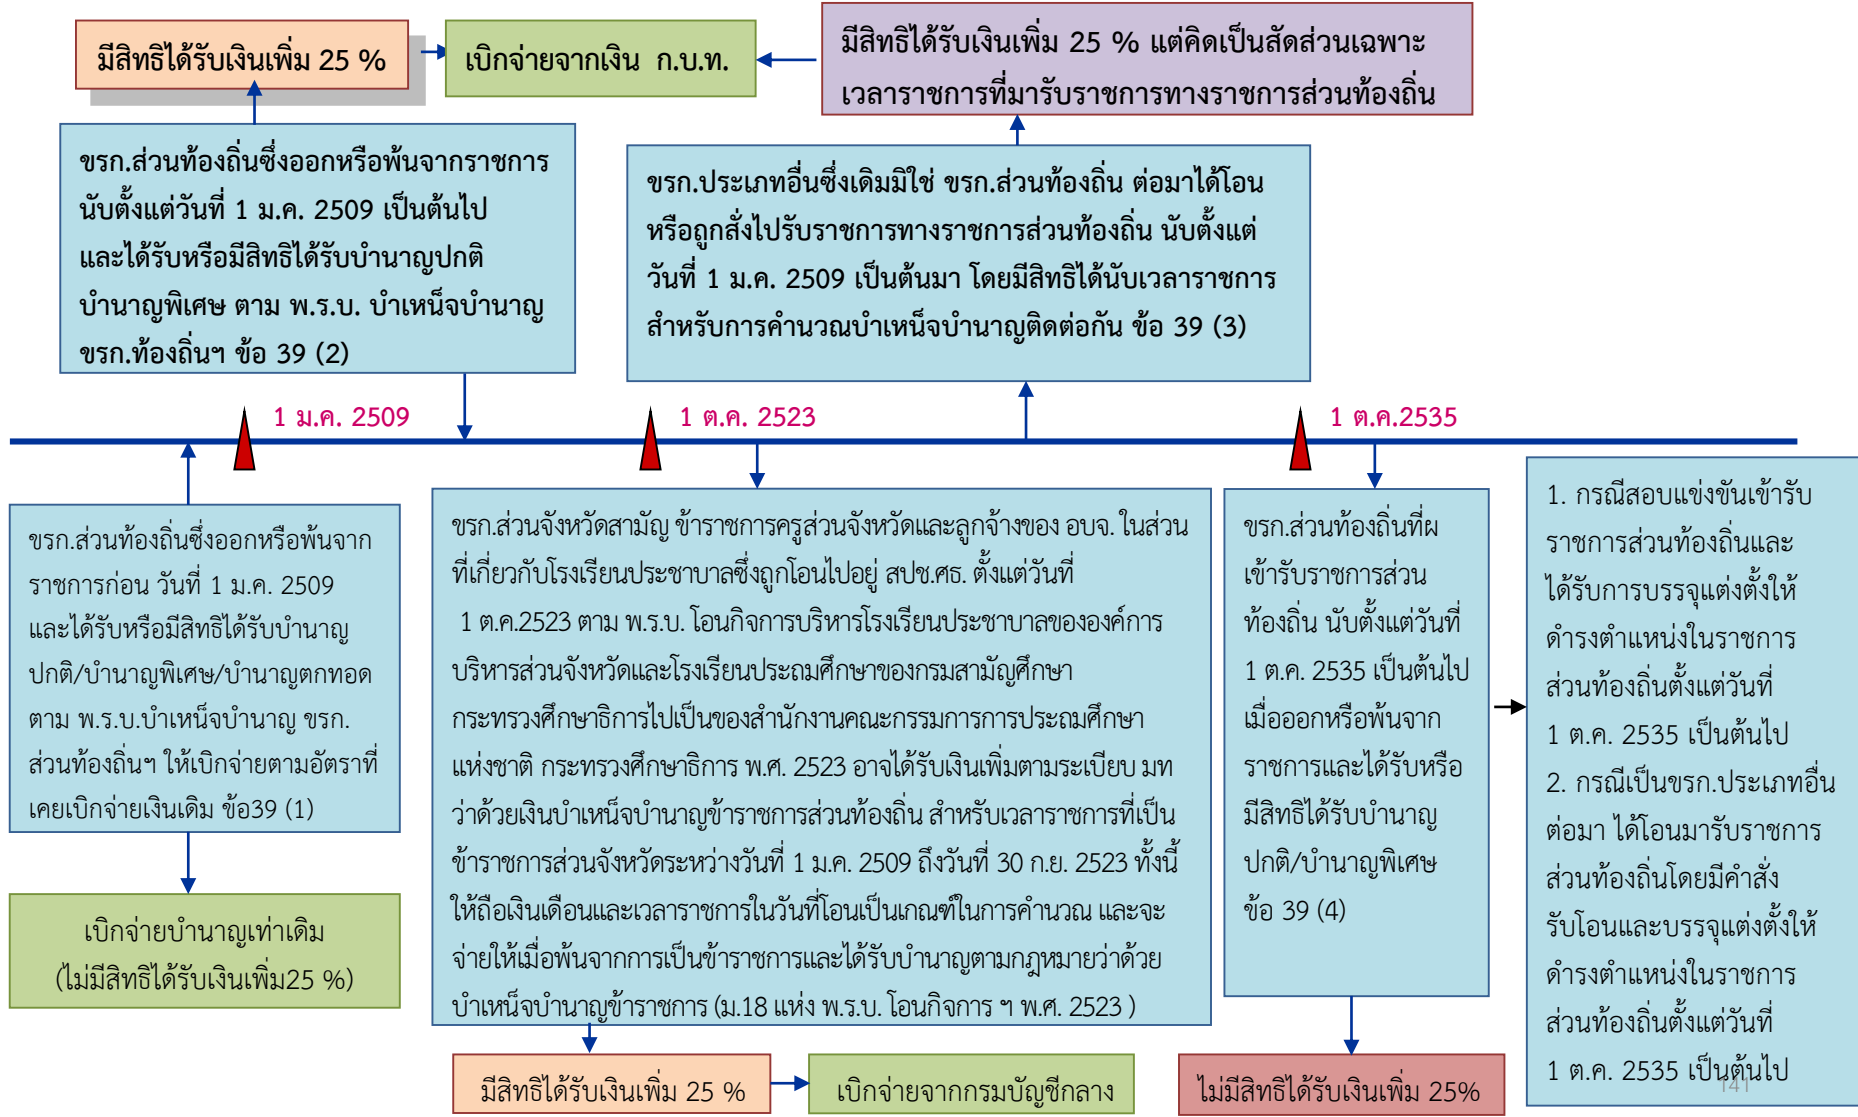 มีสิทธิได้รับเงินเพิ่ม 25 %
เบิกจ่ายจากเงิน ก.บ.ท.
มีสิทธิได้รับเงินเพิ่ม 25 % แต่คิดเป็นสัดส่วนเฉพาะ
เวลาราชการที่มารับราชการทางราชการส่วนท้องถิ่น
ขรก.ส่วนท้องถิ่นซึ่งออกหรือพ้นจากราชการ
นับตั้งแต่วันที่ 1 ม.ค. 2509 เป็นต้นไป
และได้รับหรือมีสิทธิได้รับบำนาญปกติ
บำนาญพิเศษ ตาม พ.ร.บ. บำเหน็จบำนาญ
ขรก.ท้องถิ่นฯ ข้อ 39 (2)
ขรก.ประเภทอื่นซึ่งเดิมมิใช่ ขรก.ส่วนท้องถิ่น ต่อมาได้โอน
หรือถูกสั่งไปรับราชการทางราชการส่วนท้องถิ่น นับตั้งแต่
วันที่ 1 ม.ค. 2509 เป็นต้นมา โดยมีสิทธิได้นับเวลาราชการ
สำหรับการคำนวณบำเหน็จบำนาญติดต่อกัน ข้อ 39 (3)
1 ม.ค. 2509
1 ต.ค. 2523
1 ต.ค.2535
ขรก.ส่วนท้องถิ่นซึ่งออกหรือพ้นจาก
ราชการก่อน วันที่ 1 ม.ค. 2509
และได้รับหรือมีสิทธิได้รับบำนาญ
ปกติ/บำนาญพิเศษ/บำนาญตกทอด
ตาม พ.ร.บ.บำเหน็จบำนาญ ขรก.
ส่วนท้องถิ่นฯ ให้เบิกจ่ายตามอัตราที่
เคยเบิกจ่ายเงินเดิม ข้อ39 (1)
เบิกจ่ายบำนาญเท่าเดิม
(ไม่มีสิทธิได้รับเงินเพิ่ม25 %)
ขรก.ส่วนจังหวัดสามัญ ข้าราชการครูส่วนจังหวัดและลูกจ้างของ อบจ. ในส่วน
ที่เกี่ยวกับโรงเรียนประชาบาลซึ่งถูกโอนไปอยู่ สปช.ศธ. ตั้งแต่วันที่
1 ต.ค.2523 ตาม พ.ร.บ. โอนกิจการบริหารโรงเรียนประชาบาลขององค์การ
บริหารส่วนจังหวัดและโรงเรียนประถมศึกษาของกรมสามัญศึกษา
กระทรวงศึกษาธิการไปเป็นของสำนักงานคณะกรรมการการประถมศึกษา
แห่งชาติ กระทรวงศึกษาธิการ พ.ศ. 2523 อาจได้รับเงินเพิ่มตามระเบียบ มท
ว่าด้วยเงินบำเหน็จบำนาญข้าราชการส่วนท้องถิ่น สำหรับเวลาราชการที่เป็น
ข้าราชการส่วนจังหวัดระหว่างวันที่ 1 ม.ค. 2509 ถึงวันที่ 30 ก.ย. 2523 ทั้งนี้
ให้ถือเงินเดือนและเวลาราชการในวันที่โอนเป็นเกณฑ์ในการคำนวณ และจะ
จ่ายให้เมื่อพ้นจากการเป็นข้าราชการและได้รับบำนาญตามกฎหมายว่าด้วย
บำเหน็จบำนาญข้าราชการ (ม.18 แห่ง พ.ร.บ. โอนกิจการ ฯ พ.ศ. 2523 )
มีสิทธิได้รับเงินเพิ่ม 25 %
เบิกจ่ายจากกรมบัญชีกลาง
ขรก.ส่วนท้องถิ่นที่ผ
เข้ารับราชการส่วน
ท้องถิ่น นับตั้งแต่วันที่
1 ต.ค. 2535 เป็นต้นไป
เมื่อออกหรือพ้นจาก
ราชการและได้รับหรือ
มีสิทธิได้รับบำนาญ
ปกติ/บำนาญพิเศษ
ข้อ 39 (4)
ไม่มีสิทธิได้รับเงินเพิ่ม 25%
1. กรณีสอบแข่งขันเข้ารับ
ราชการส่วนท้องถิ่นและ
ได้รับการบรรจุแต่งตั้งให้
ดำรงตำแหน่งในราชการ
ส่วนท้องถิ่นตั้งแต่วันที่
1 ต.ค. 2535 เป็นต้นไป
2. กรณีเป็นขรก.ประเภทอื่น
ต่อมา ได้โอนมารับราชการ
ส่วนท้องถิ่นโดยมีคำสั่ง
รับโอนและบรรจุแต่งตั้งให้
ดำรงตำแหน่งในราชการ
ส่วนท้องถิ่นตั้งแต่วันที่
1 ต.ค. 2535 เป็นต้นไป
141